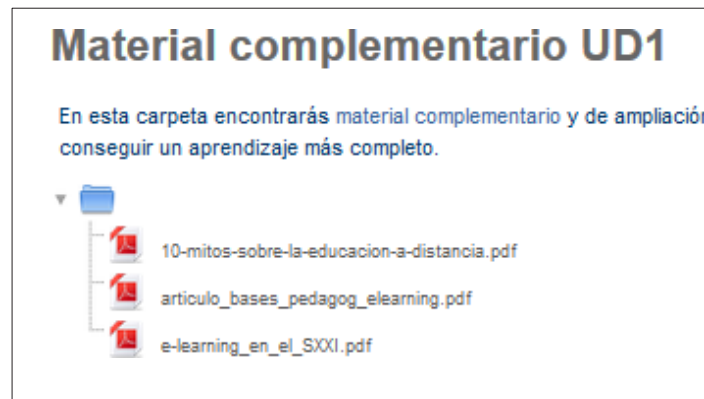 Material complementario UD1
En esta carpeta encontrarás material complementario y de ampliación
conseguir un aprendizaje más completo.
10-mitos-sobre-la-educacion-a-distancia.pdf
articulo_bases_pedagog_elearning.pdf
e-learning_en_el_SXXI.pdf